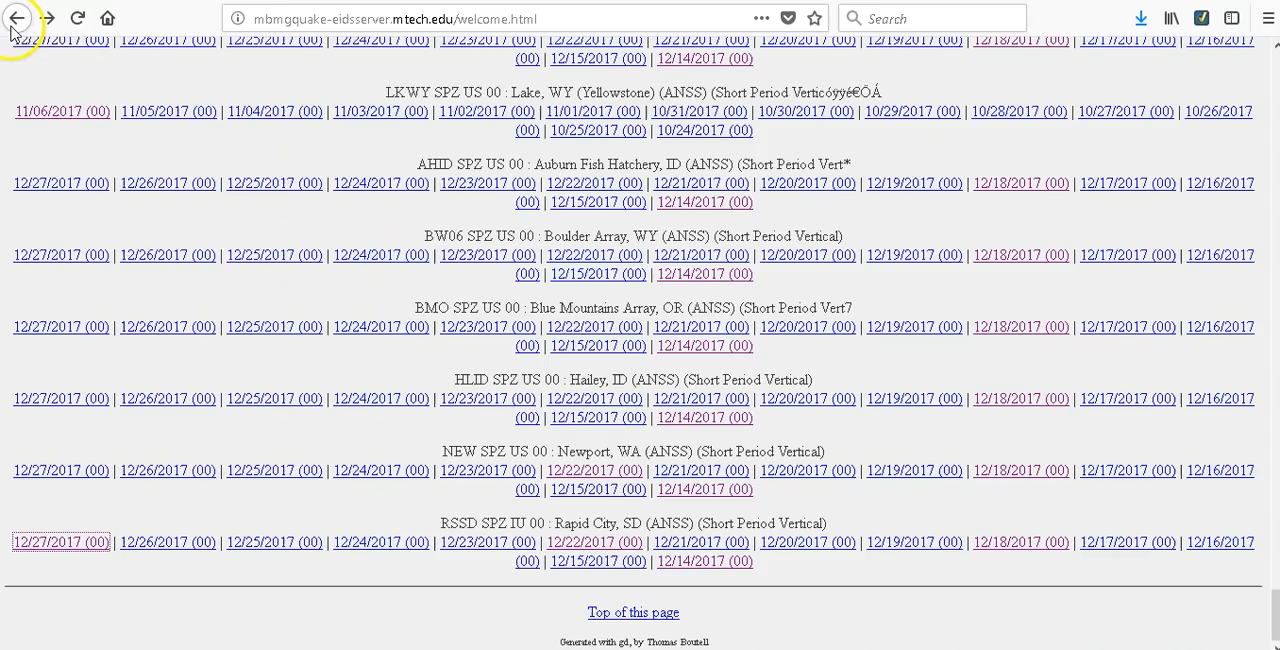 mbmgquake-eidsserver.mtech.edu/welcome.html
Search
12/26/2017 (00) | 12/25/2017 (00) | 12/24/2017 (00) | 12/23/2017 (00) | 12/22/2017 (00) | 12/21/2017 (00) | 12/20/2017 (00) | 12/19/2017 (00) | 12/18/2017 (00) | 12/17/2017 (00) | 12/16/2017
(00) | 12/15/2017 (00) | 12/14/2017 (00)
LKWY SPZ US 00 : Lake, WY (Yellowstone) (ANSS) (Short Period Verticóÿÿé€ÕÁ
11/06/2017 (00) | 11/05/2017 (00) | 11/04/2017 (00) | 11/03/2017 (00) | 11/02/2017 (00) | 11/01/2017 (00) | 10/31/2017 (00) | 10/30/2017 (00) | 10/29/2017 (00) | 10/28/2017 (00) | 10/27/2017 (00) | 10/26/2017
(00) | 10/25/2017 (00) | 10/24/2017 (00)
AHID SPZ US 00 : Auburn Fish Hatchery, ID (ANSS) (Short Period Vert*
12/27/2017 (00) | 12/26/2017 (00) | 12/25/2017 (00) | 12/24/2017 (00) | 12/23/2017 (00) | 12/22/2017 (00) | 12/21/2017 (00) | 12/20/2017 (00) | 12/19/2017 (00) | 12/18/2017 (00) | 12/17/2017 (00) | 12/16/2017
(00) | 12/15/2017 (00) | 12/14/2017 (00)
BW06 SPZ US 00 : Boulder Array, WY (ANSS) (Short Period Vertical)
12/27/2017 (00) | 12/26/2017 (00) | 12/25/2017 (00) | 12/24/2017 (00) | 12/23/2017 (00) | 12/22/2017 (00) | 12/21/2017 (00) | 12/20/2017 (00) | 12/19/2017 (00) | 12/18/2017 (00) | 12/17/2017 (00) | 12/16/2017
(00) | 12/15/2017 (00) | 12/14/2017 (00)
BMO SPZ US 00 : Blue Mountains Array, OR (ANSS) (Short Period Vert7
12/27/2017 (00) | 12/26/2017 (00) | 12/25/2017 (00) | 12/24/2017 (00) | 12/23/2017 (00) | 12/22/2017 (00) | 12/21/2017 (00) | 12/20/2017 (00) | 12/19/2017 (00) | 12/18/2017 (00) | 12/17/2017 (00) | 12/16/2017
(00) | 12/15/2017 (00) | 12/14/2017 (00)
HLID SPZ US 00 : Hailey, ID (ANSS) (Short Period Vertical)
12/27/2017 (00) | 12/26/2017 (00) | 12/25/2017 (00) | 12/24/2017 (00) | 12/23/2017 (00) | 12/22/2017 (00) | 12/21/2017 (00) | 12/20/2017 (00) | 12/19/2017 (00) | 12/18/2017 (00) | 12/17/2017 (00) | 12/16/2017
(00) | 12/15/2017 (00) | 12/14/2017 (00)
NEW SPZ US 00 : Newport, WA (ANSS) (Short Period Vertical)
12/27/2017 (00) | 12/26/2017 (00) | 12/25/2017 (00) | 12/24/2017 (00) | 12/23/2017 (00) | 12/22/2017 (00) | 12/21/2017 (00) | 12/20/2017 (00) | 12/19/2017 (00) | 12/18/2017 (00) | 12/17/2017 (00) | 12/16/2017
(00) | 12/15/2017 (00) | 12/14/2017 (00)
RSSD SPZ IU 00 : Rapid City, SD (ANSS) (Short Period Vertical)
12/27/2017 (00) | 12/26/2017 (00) | 12/25/2017 (00) | 12/24/2017 (00) | 12/23/2017 (00) | 12/22/2017 (00) | 12/21/2017 (00) | 12/20/2017 (00) | 12/19/2017 (00) | 12/18/2017 (00) | 12/17/2017 (00) | 12/16/2017
(00) | 12/15/2017 (00) | 12/14/2017 (00)
Top of this page
Generated with gd, by Thomas Boutell